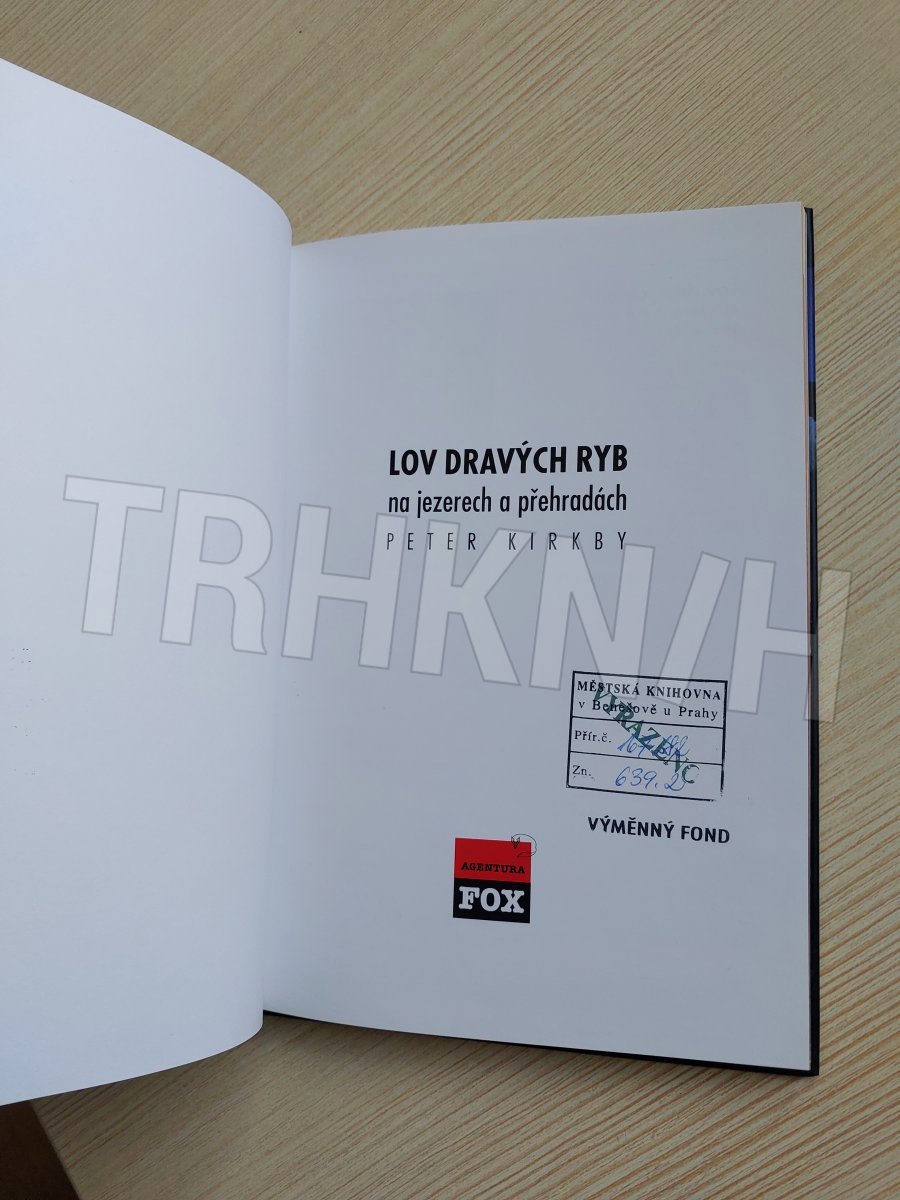 LOV DRAVÝCH RYB
na jezerech a přehradách
PETER KIRKBY
TRHKN/H
MĚSTSKÁ KNIHOVNA
v Benešově u Prahy
VYŘAZENO
Přír.č.
Zn. 639.2
VÝMĚNNÝ FOND
AGENTURA
FOX